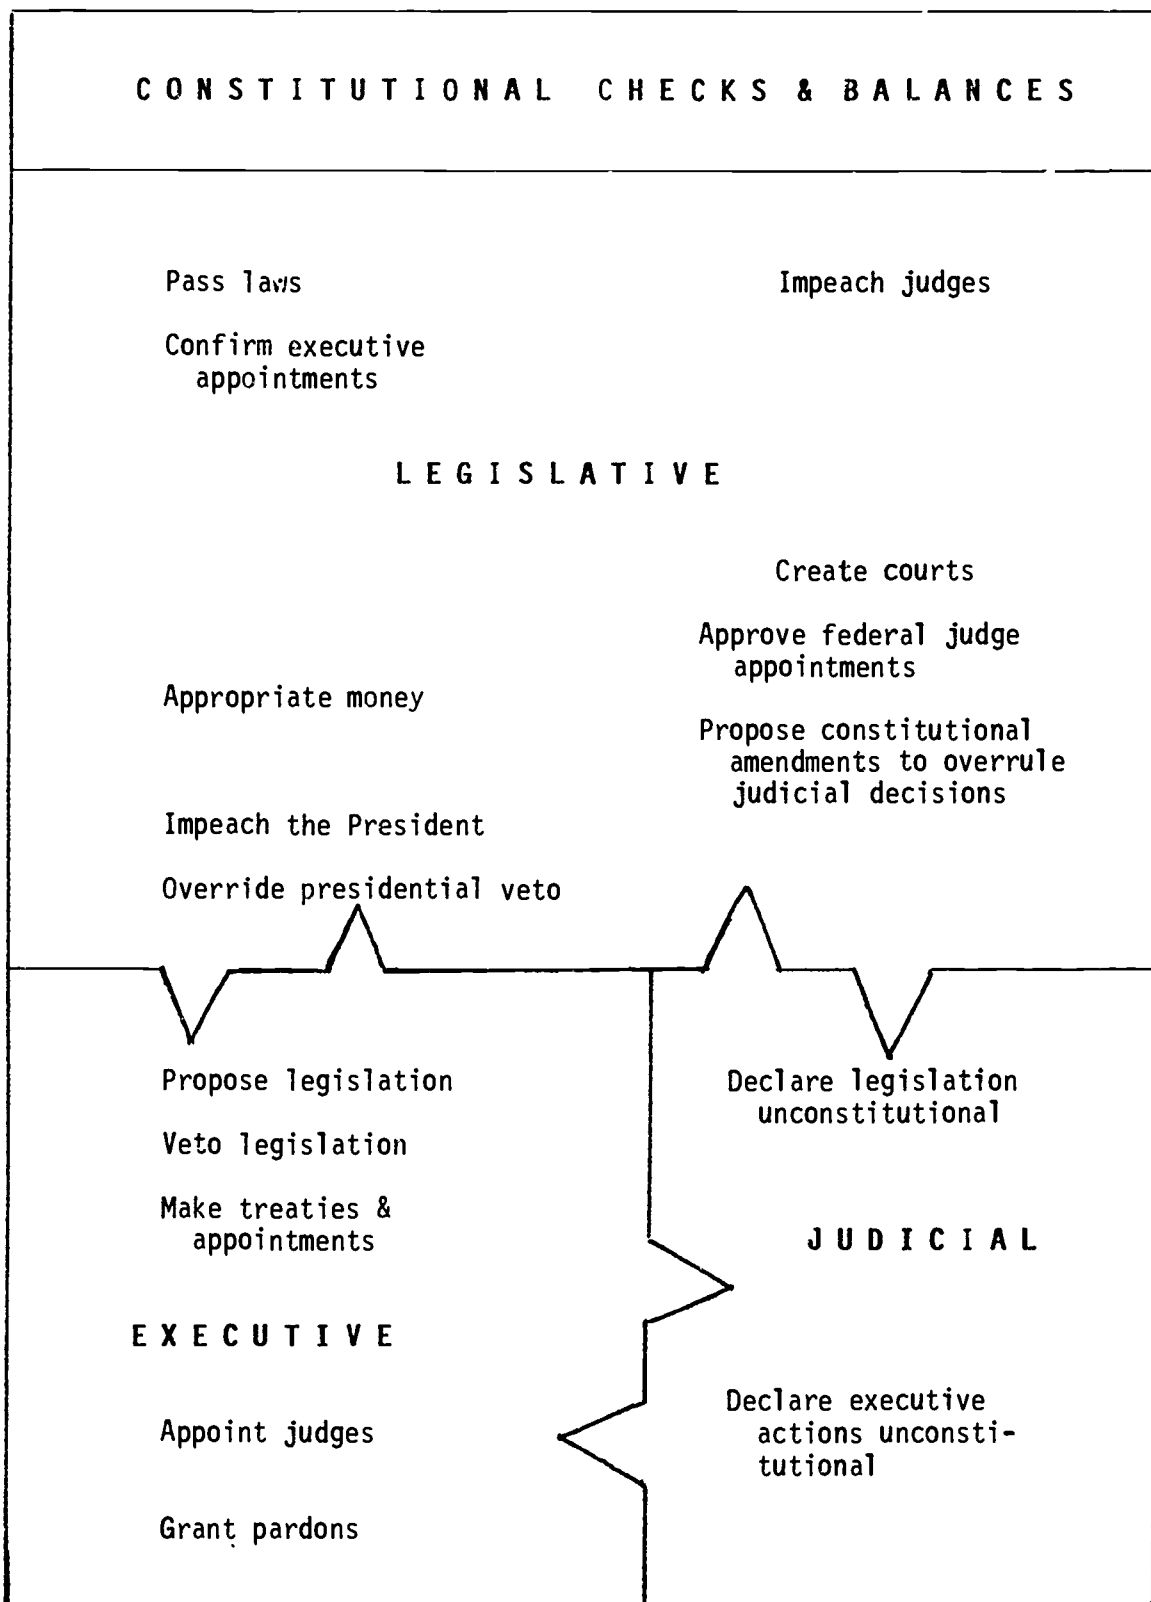 CONSTITUTIONAL CHECKS & BALANCES
Pass laws
Confirm executive
appointments
Impeach judges
LEGISLATIVE
Appropriate money
Impeach the President
Override presidential veto
Create courts
Approve federal judge
appointments
Propose constitutional
amendments to overrule
judicial decisions
Propose legislation
Veto legislation
Make treaties &
appointments
EXECUTIVE
Appoint judges
Grant pardons
Declare legislation
unconstitutional
JUDICIAL
Declare executive
actions unconsti-
tutional